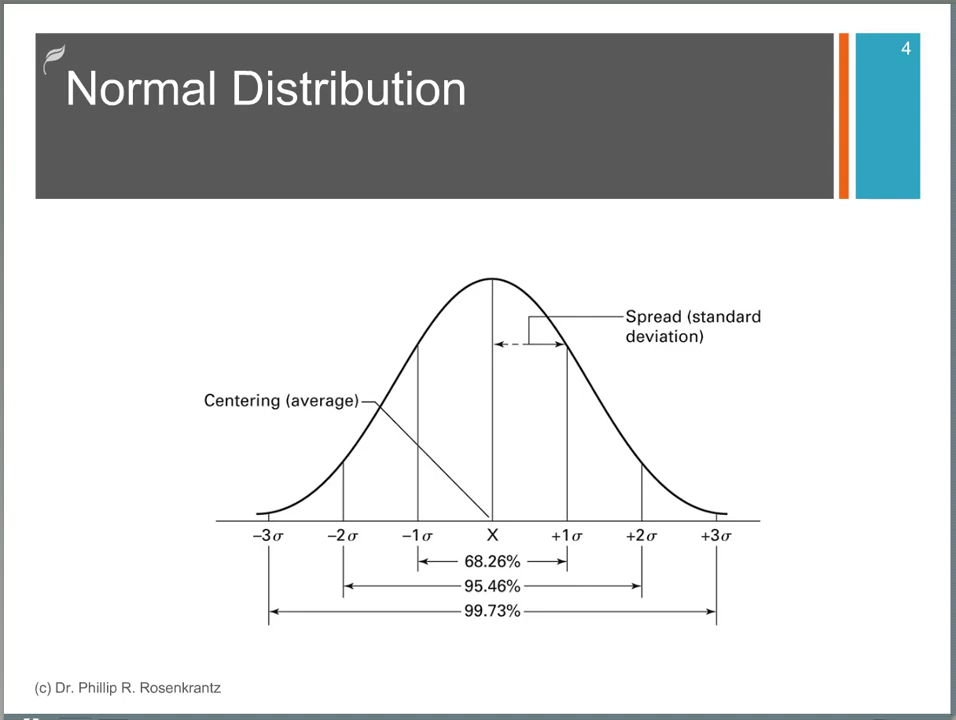 4
Normal Distribution
Spread (standard
deviation)
Centering (average)
–3σ –2σ –1σ X +1σ +2σ +3σ
68.26%
95.46%
99.73%
(c) Dr. Phillip R. Rosenkrantz